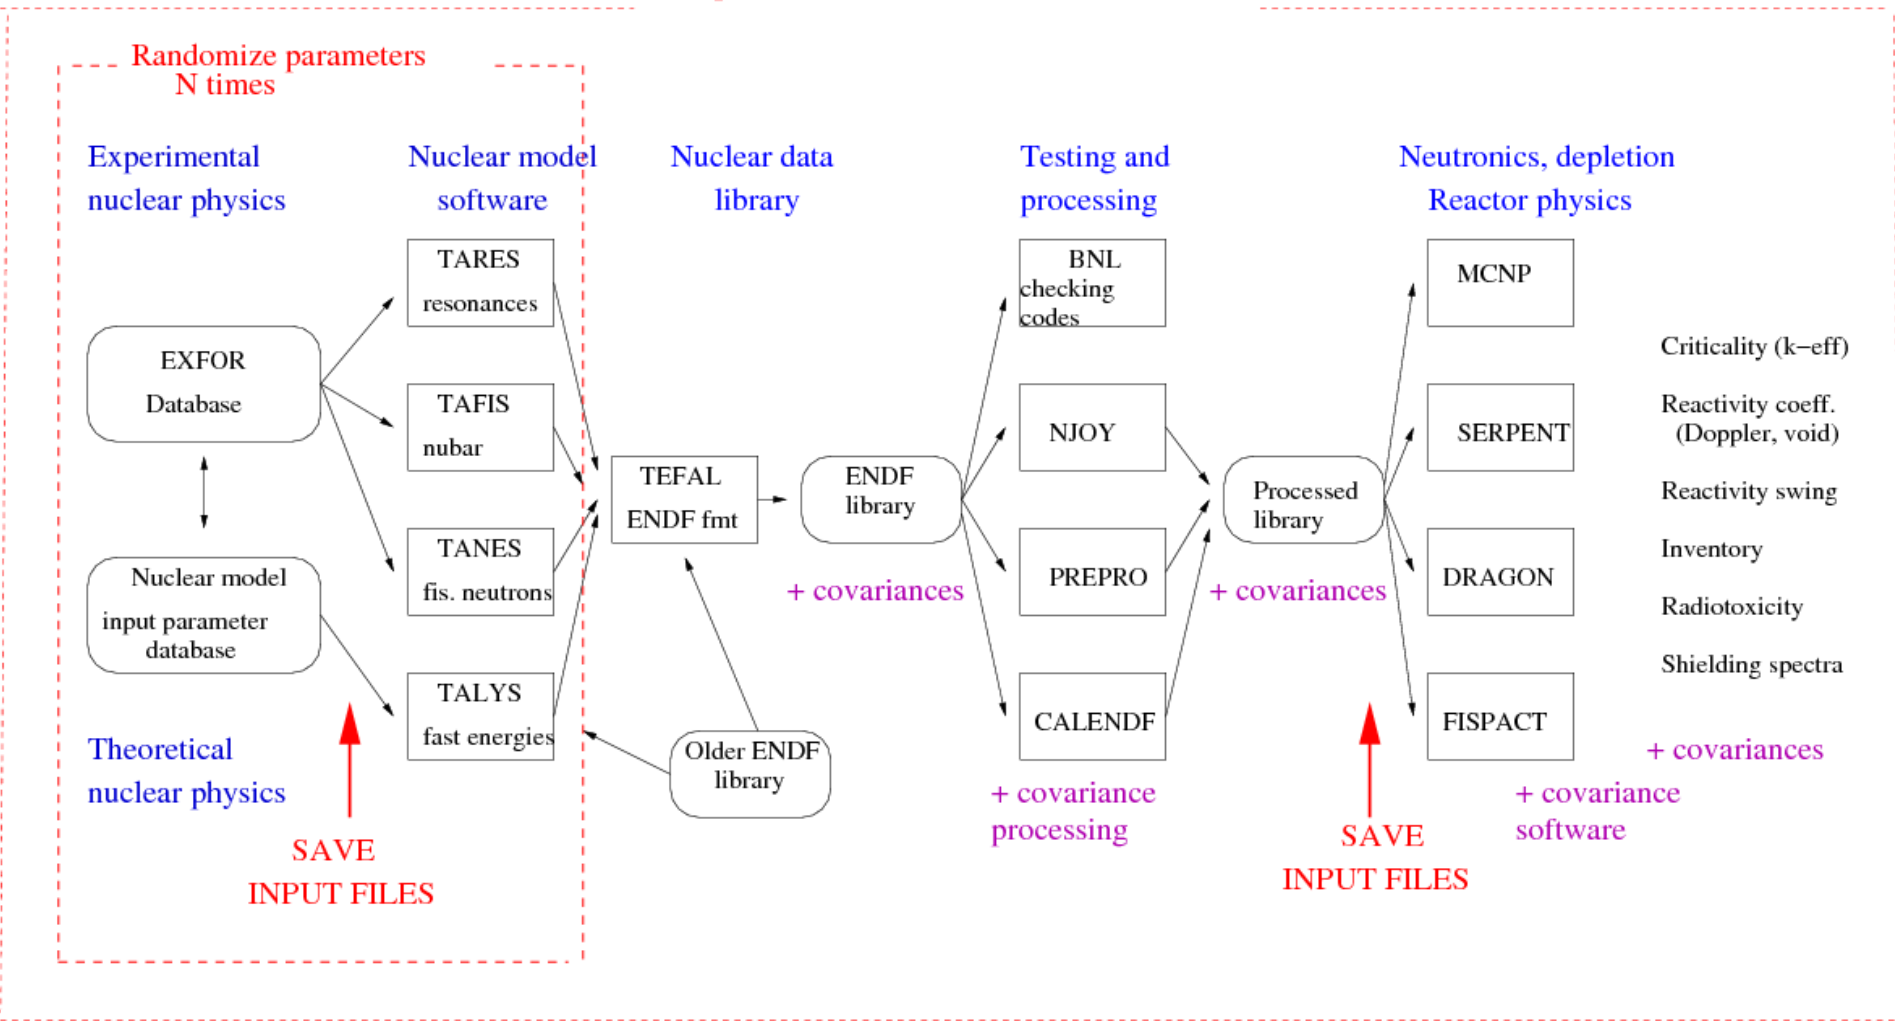 Randomize parameters
N times
Experimental
nuclear physics
Nuclear model
software
Nuclear data
library
Testing and
processing
Neutronics, depletion
Reactor physics
TARES
resonances
BNL
checking
codes
MCNP
EXFOR
Database
TAFIS
nubar
NJOY
SERPENT
Criticality (k−eff)
Reactivity coeff.
(Doppler, void)
Reactivity swing
Inventory
Radiotoxicity
Shielding spectra
TEFAL
ENDF fmt
ENDF
library
Processed
library
Nuclear model
input parameter
database
TANES
fis. neutrons
+ covariances
PREPRO
+ covariances
DRAGON
TALYS
fast energies
CALENDF
FISPACT
Theoretical
nuclear physics
Older ENDF
library
+ covariances
+ covariance
processing
+ covariance
software
SAVE
INPUT FILES
SAVE
INPUT FILES